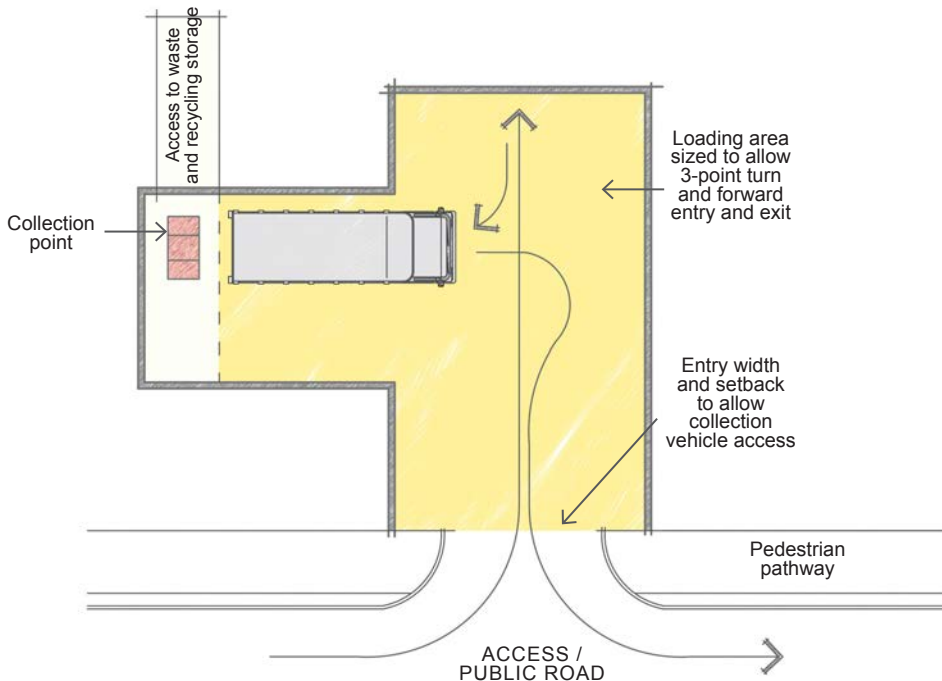 Access to waste
and recycling storage
Collection
point
Loading area
sized to allow
3-point turn
and forward
entry and exit
Entry width
and setback
to allow
collection
vehicle access
Pedestrian
pathway
ACCESS /
PUBLIC ROAD